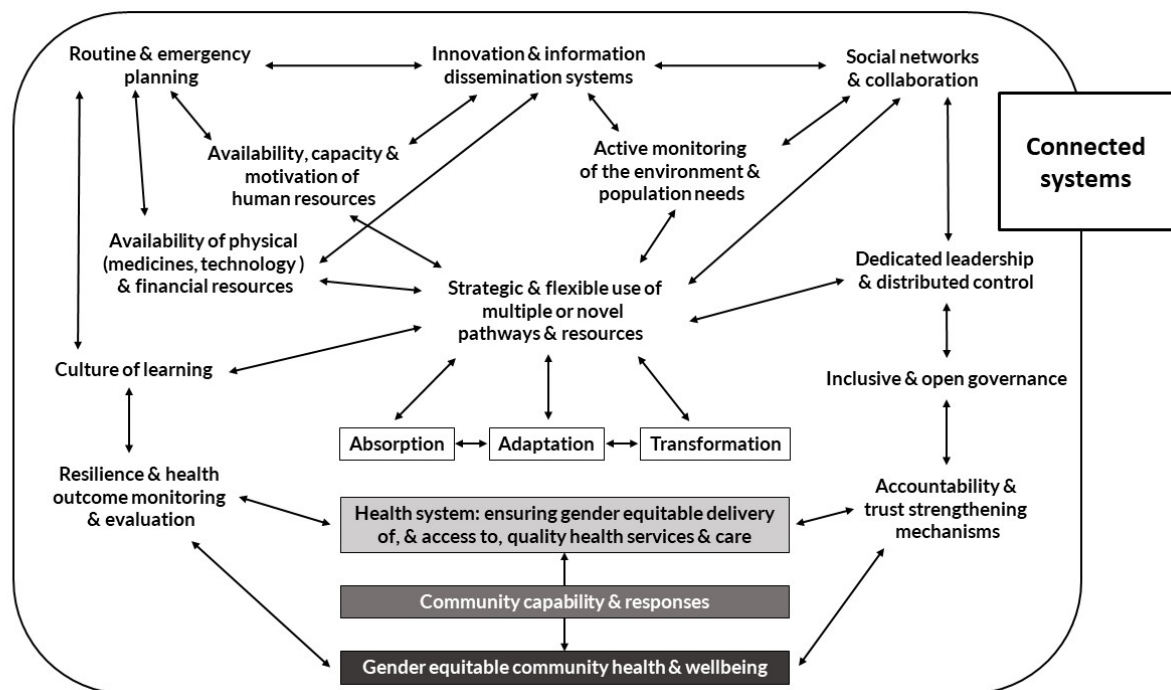 Routine & emergency
planning
Innovation & information
dissemination systems
Social networks
& collaboration
Connected
systems
Availability, capacity &
motivation of
human resources
Active monitoring
of the environment &
population needs
Availability of physical
(medicines, technology )
& financial resources
Strategic & flexible use of
multiple or novel
pathways & resources
Dedicated leadership
& distributed control
Culture of learning
Inclusive & open governance
Absorption
Adaptation
Transformation
Resilience & health
outcome monitoring
& evaluation
Health system: ensuring gender equitable delivery
of, & access to, quality health services & care
Accountability &
trust strengthening
mechanisms
Community capability & responses
Gender equitable community health & wellbeing